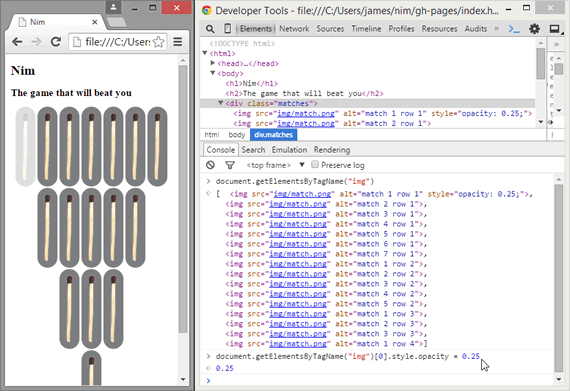 Nim
file:///C:/Users
Nim
The game that will beat you
Developer Tools - file:///C:/Users/james/nim/gh-pages/index.h...
Elements Network Sources Timeline Profiles Resources Audits
<!DOCTYPE html>
<html>
<head>…</head>
<body>
<h1>Nim</h1>
<h2>The game that will beat you</h2>
<div class="matches">
<img src="img/match.png" alt="match 1 row 1" style="opacity: 0.25;">
<img src="img/match.png" alt="match 2 row 1">
html body div.matches
Console Search Emulation Rendering
<top frame> Preserve log
> document.getElementsByTagName("img")
[ <img src="img/match.png" alt="match 1 row 1" style="opacity: 0.25;">,
<img src="img/match.png" alt="match 2 row 1">,
<img src="img/match.png" alt="match 3 row 1">,
<img src="img/match.png" alt="match 4 row 1">,
<img src="img/match.png" alt="match 5 row 1">,
<img src="img/match.png" alt="match 6 row 1">,
<img src="img/match.png" alt="match 7 row 1">,
<img src="img/match.png" alt="match 1 row 2">,
<img src="img/match.png" alt="match 2 row 2">,
<img src="img/match.png" alt="match 3 row 2">,
<img src="img/match.png" alt="match 4 row 2">,
<img src="img/match.png" alt="match 5 row 2">,
<img src="img/match.png" alt="match 1 row 3">,
<img src="img/match.png" alt="match 2 row 3">,
<img src="img/match.png" alt="match 3 row 3">,
<img src="img/match.png" alt="match 1 row 4">]
> document.getElementsByTagName("img")[0].style.opacity = 0.25
0.25
>